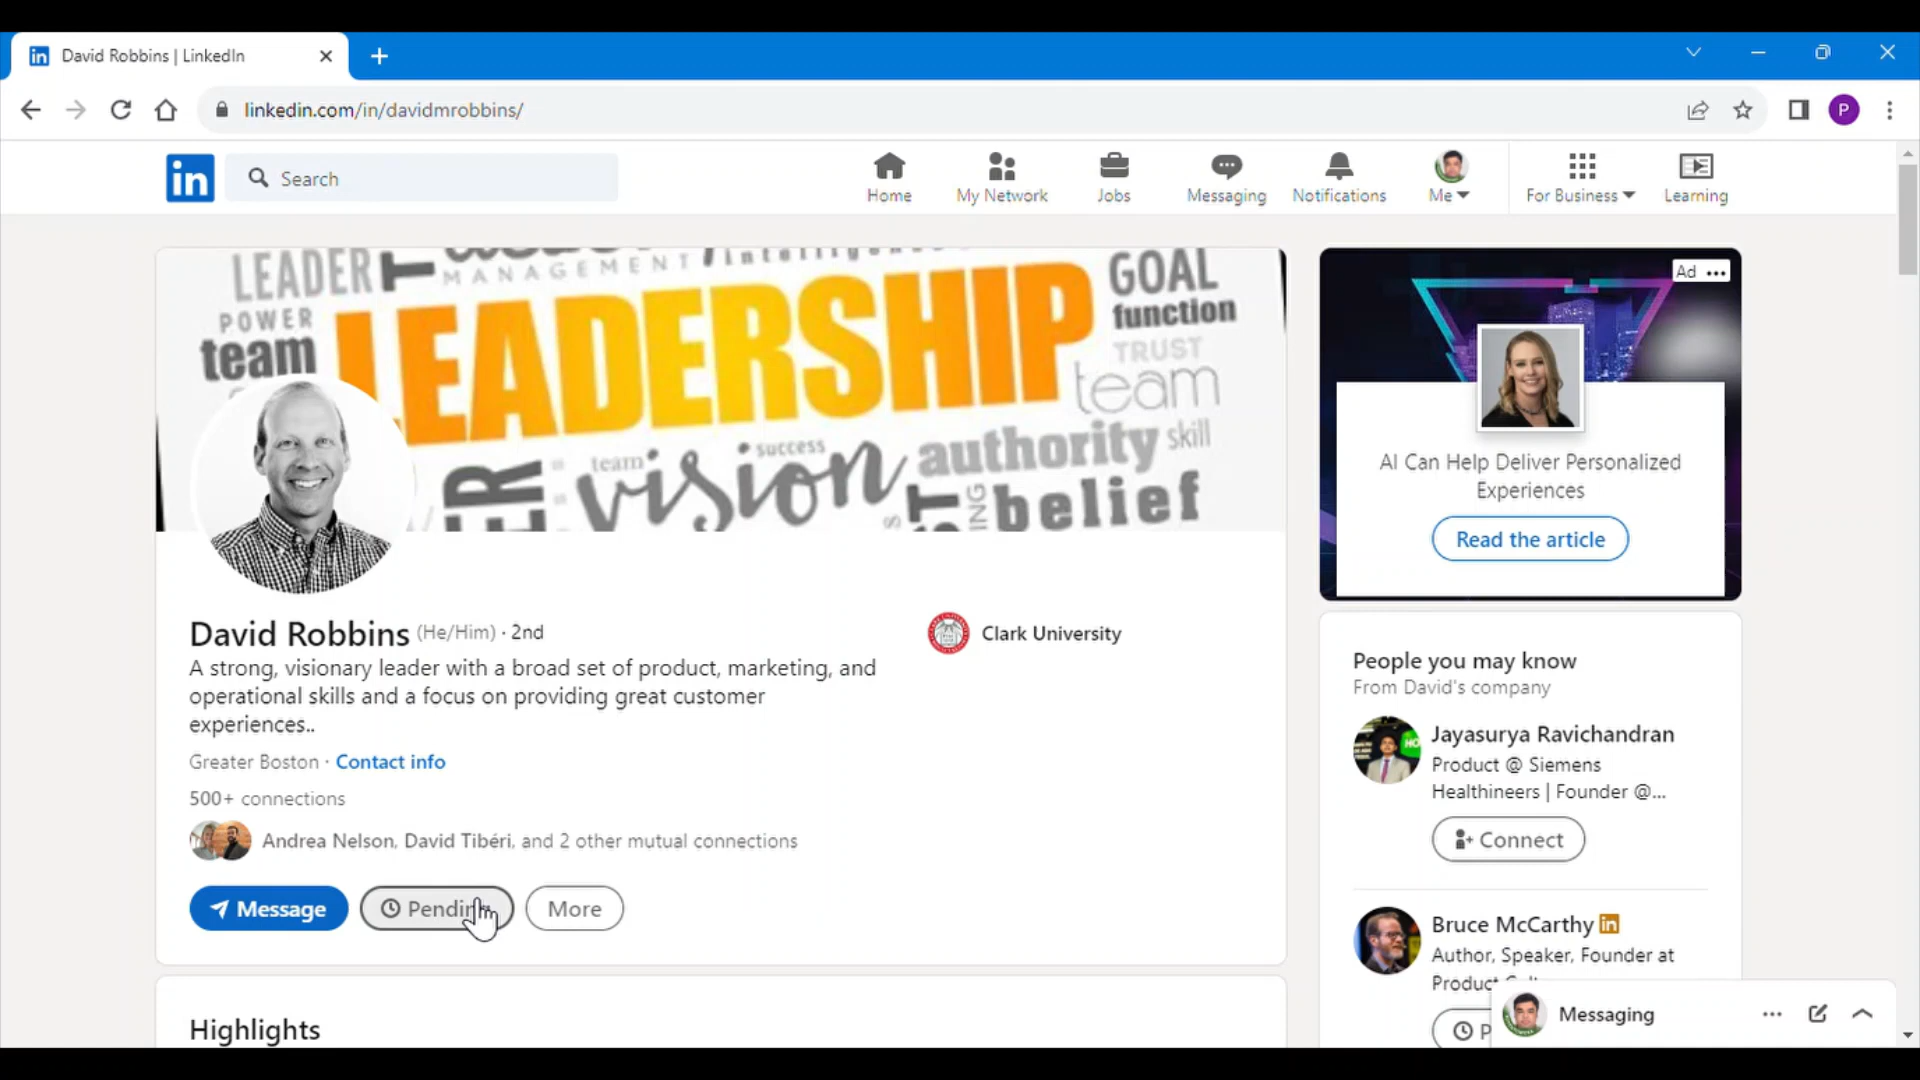 David Robbins | LinkedIn
linkedin.com/in/davidmrobbins/
P
in
Search
Home
My Network
Jobs
Messaging
Notifications
Me
For Business
Learning
LEADER
MANAGEMENT
GOAL
POWER
LEADERSHIP
function
team
TRUST
team
success
authority
skill
team
vision
belief
Ad
AI Can Help Deliver Personalized
Experiences
Read the article
David Robbins (He/Him) · 2nd
Clark University
A strong, visionary leader with a broad set of product, marketing, and
operational skills and a focus on providing great customer
experiences..
Greater Boston · Contact info
500+ connections
Andrea Nelson, David Tibéri, and 2 other mutual connections
Message
Pending
More
Highlights
People you may know
From David's company
Jayasurya Ravichandran
Product @ Siemens
Healthineers | Founder @...
Connect
Bruce McCarthy in
Author, Speaker, Founder at
Product
Messaging